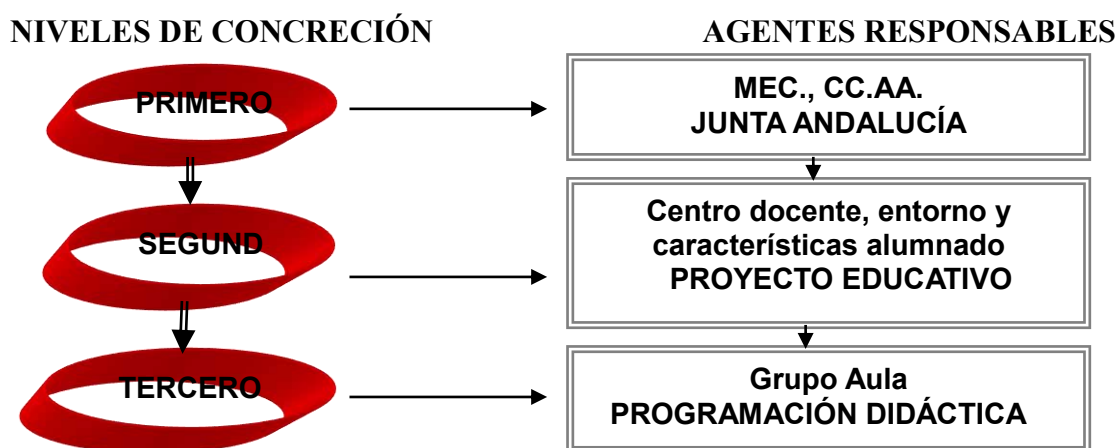 NIVELES DE CONCRECIÓN
AGENTES RESPONSABLES
PRIMERO
MEC., CC.AA.
JUNTA ANDALUCÍA
SEGUND
Centro docente, entorno y
características alumnado
PROYECTO EDUCATIVO
TERCERO
Grupo Aula
PROGRAMACIÓN DIDÁCTICA